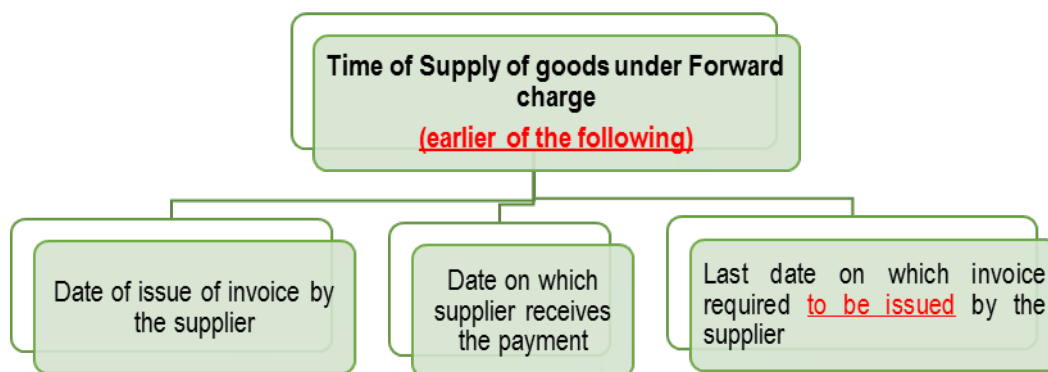 Time of Supply of goods under Forward
charge
(earlier of the following)
Date of issue of invoice by
the supplier
Date on which
supplier receives
the payment
Last date on which invoice
required to be issued by the
supplier